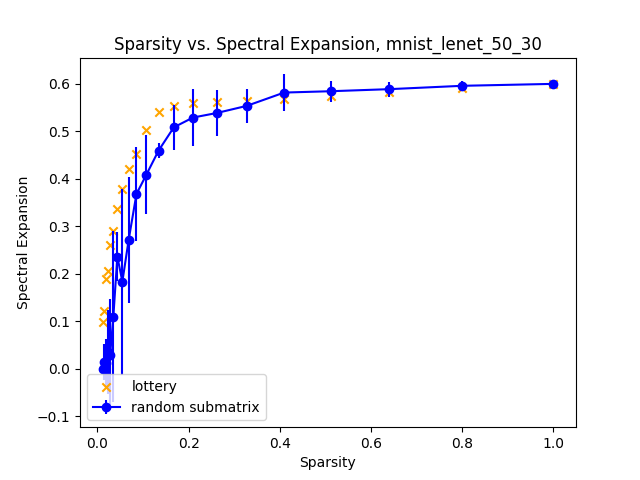 Sparsity vs. Spectral Expansion, mnist_lenet_50_30
Spectral Expansion
0.6
0.5
0.4
0.3
0.2
0.1
0.0
−0.1
lottery
random submatrix
0.0 0.2 0.4 0.6 0.8 1.0
Sparsity